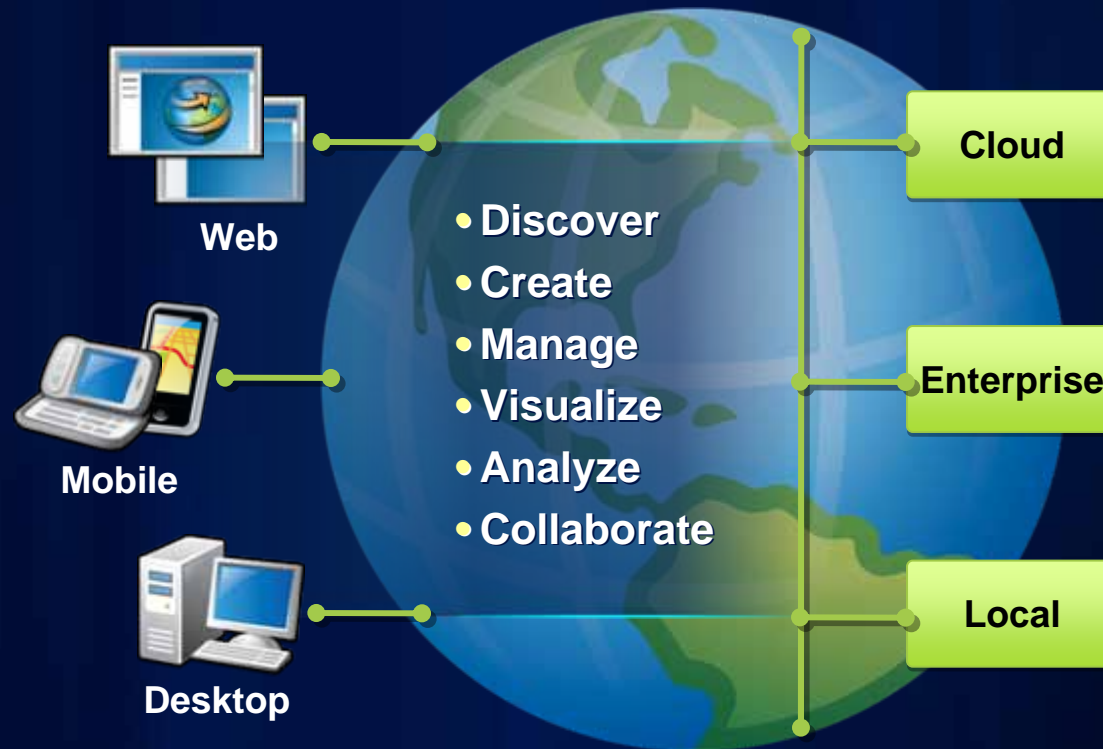 Web
Mobile
Desktop
• Discover
• Create
• Manage
• Visualize
• Analyze
• Collaborate
Cloud
Enterprise
Local